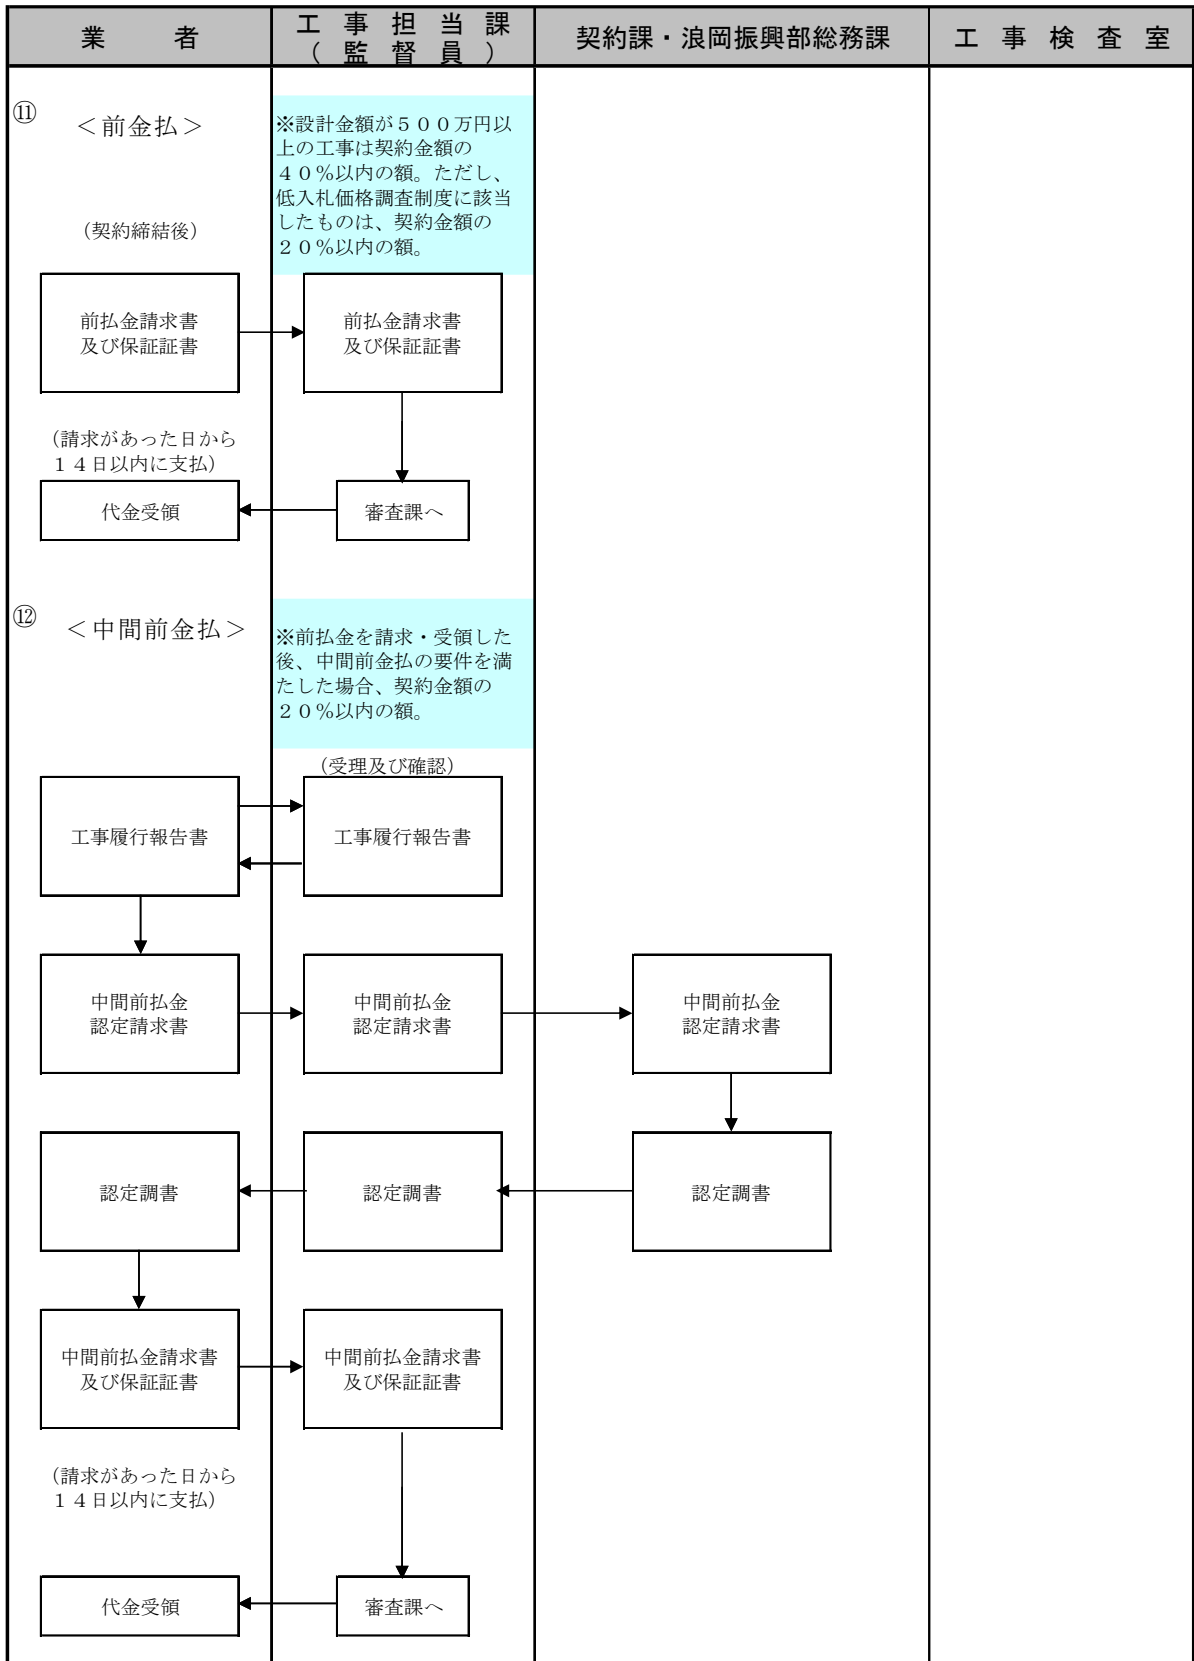 業　　者
工　事　担　当　課
（　監　督　員　）
契約課・浪岡振興部総務課
工　事　検　査　室
⑪
＜前金払＞
※設計金額が５００万円以
上の工事は契約金額の
４０％以内の額。ただし、
低入札価格調査制度に該当
したものは、契約金額の
２０％以内の額。
（契約締結後）
前払金請求書
及び保証証書
前払金請求書
及び保証証書
（請求があった日から
１４日以内に支払）
代金受領
審査課へ
⑫
＜中間前金払＞
※前払金を請求・受領した
後、中間前金払の要件を満
たした場合、契約金額の
２０％以内の額。
（受理及び確認）
工事履行報告書
工事履行報告書
中間前払金
認定請求書
中間前払金
認定請求書
中間前払金
認定請求書
認定調書
認定調書
認定調書
中間前払金請求書
及び保証証書
中間前払金請求書
及び保証証書
（請求があった日から
１４日以内に支払）
代金受領
審査課へ